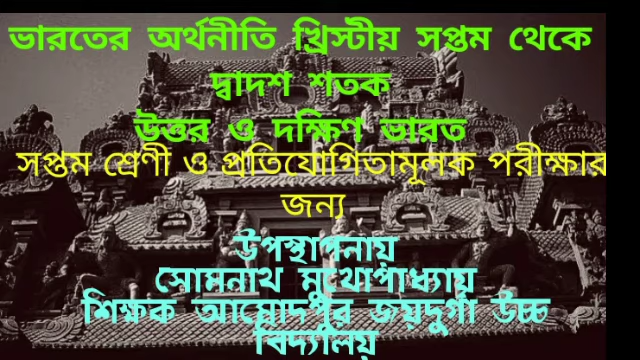 ভারতের অর্থনীতি খ্রিস্টীয় সপ্তম থেকে
দ্বাদশ শতক
উত্তর ও দক্ষিণ ভারত
সপ্তম শ্রেণী ও প্রতিযোগিতামূলক পরীক্ষার
জন্য
উপস্থাপনায়
সোমনাথ মুখোপাধ্যায়
শিক্ষক আমোদপুর জয়দুর্গা উচ্চ
বিদ্যালয়